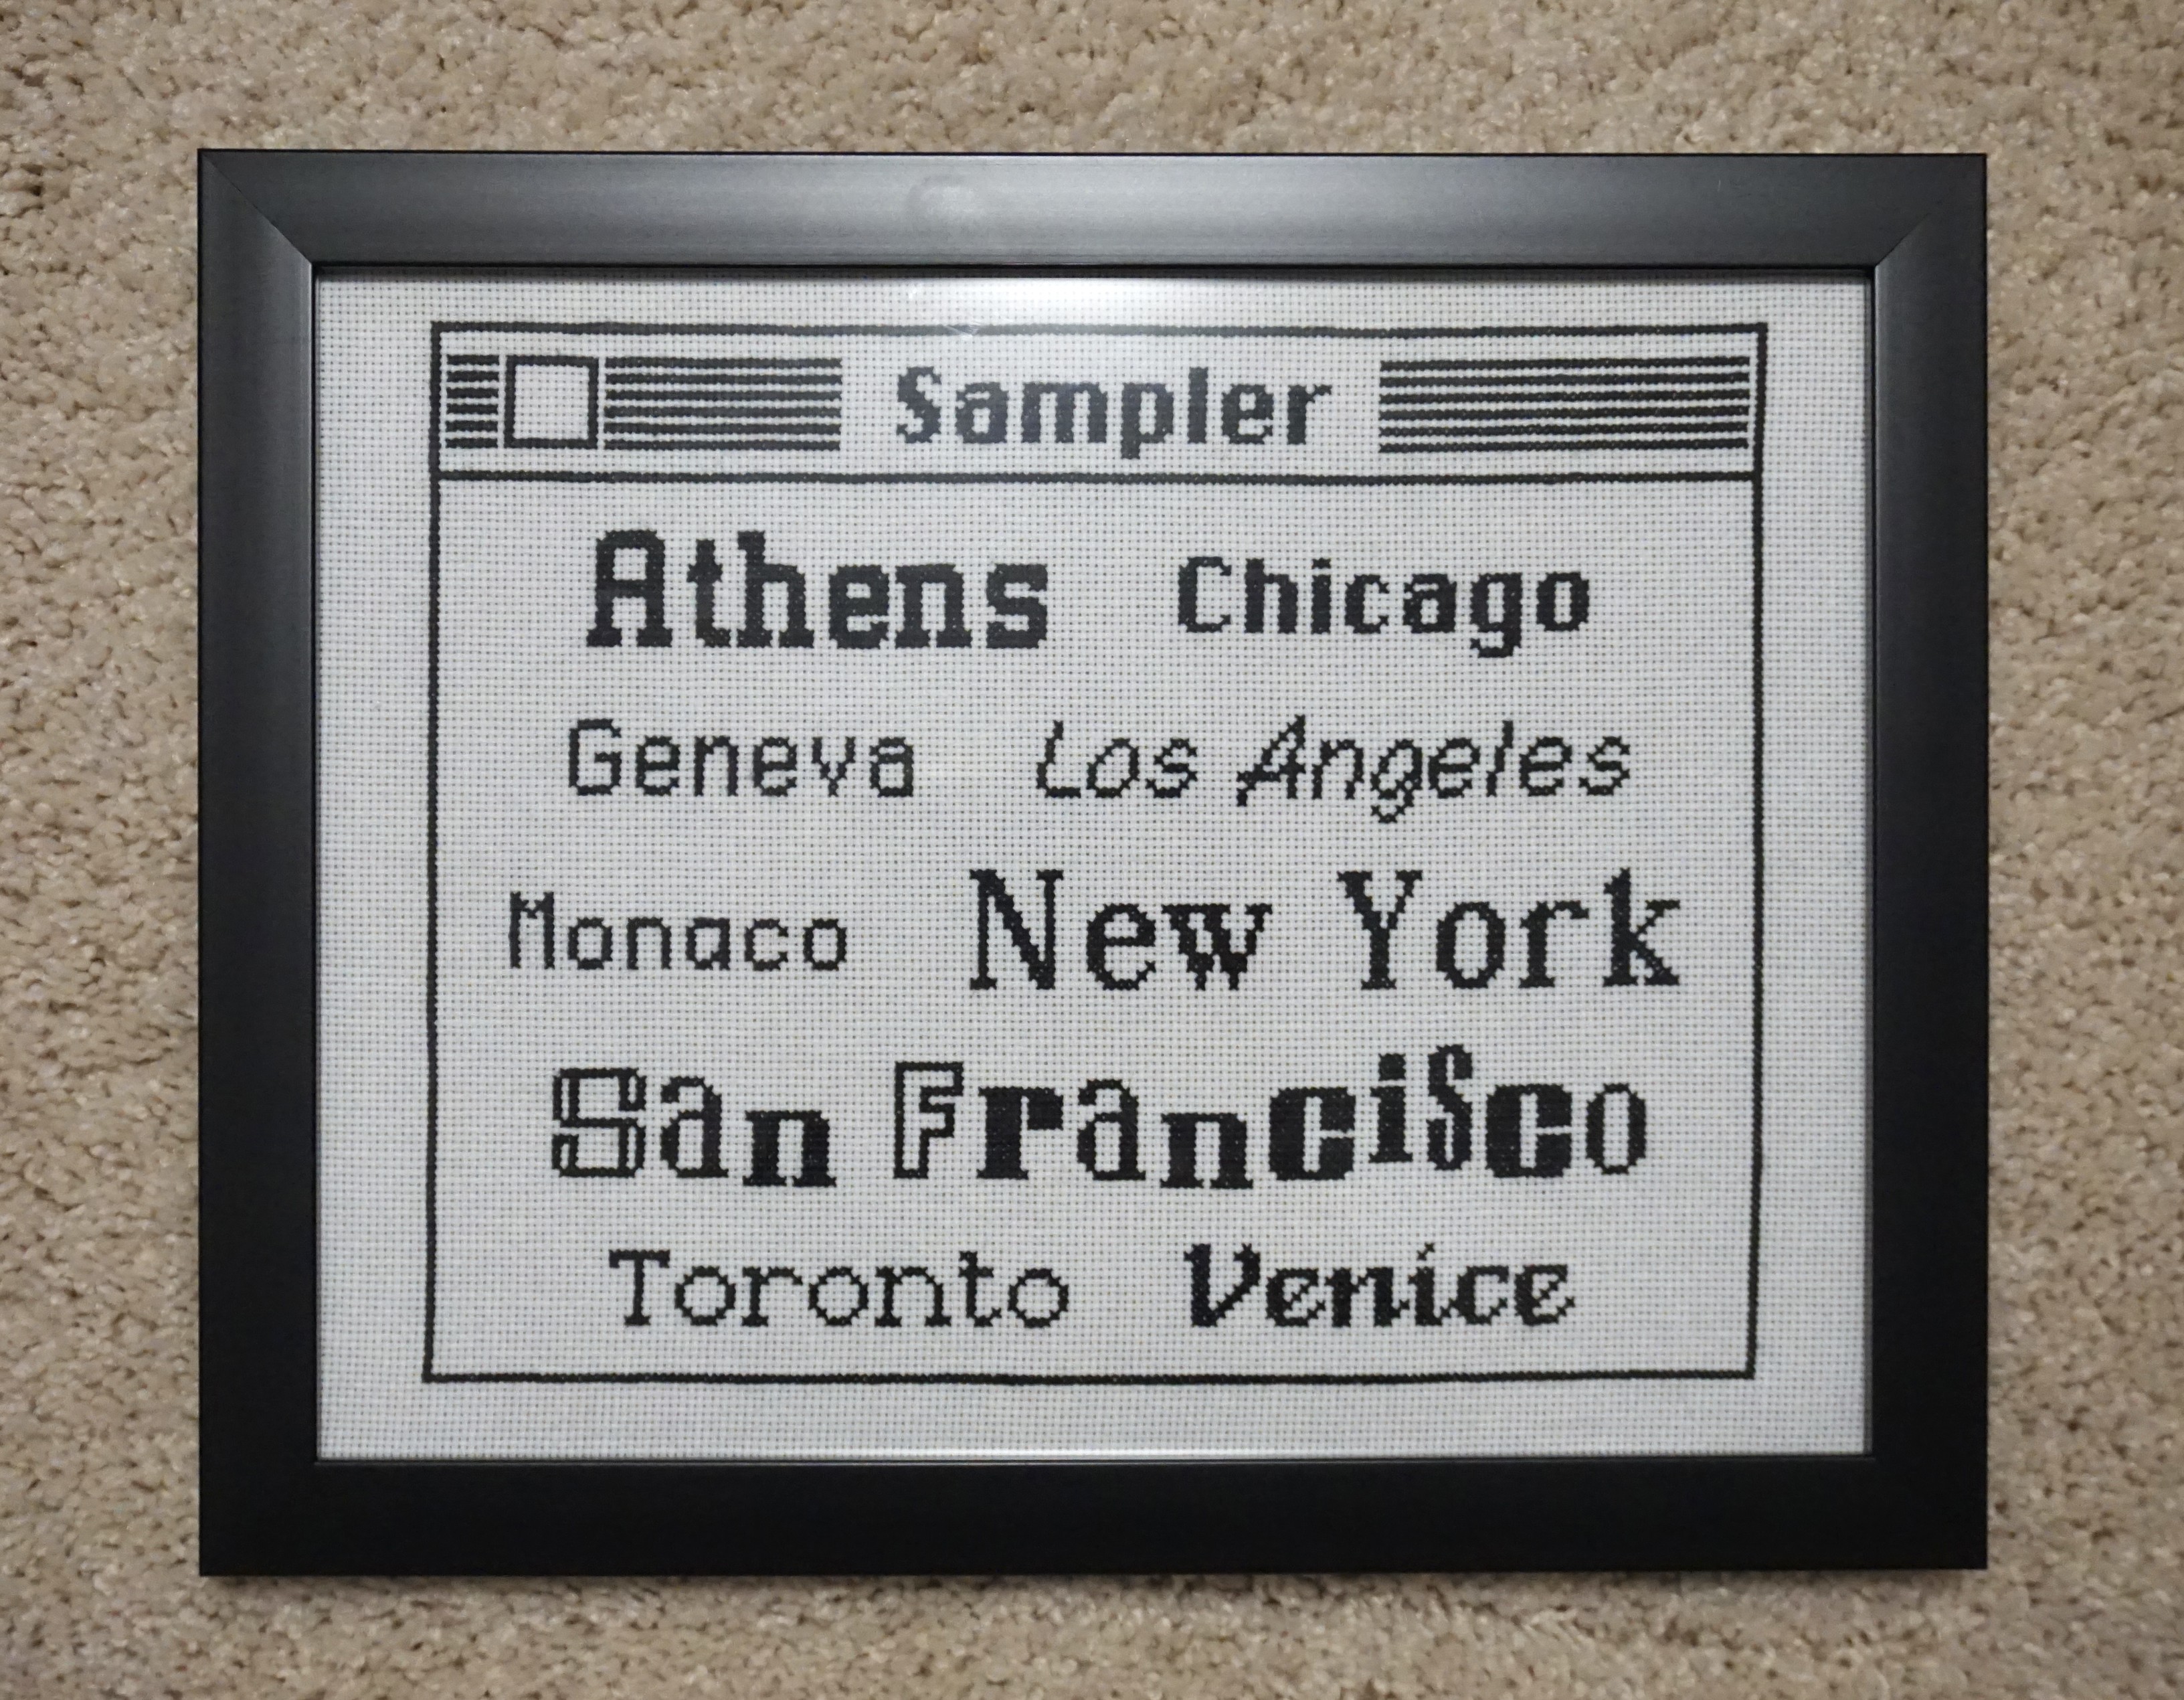 Sampler
Athens Chicago
Geneva Los Angeles
Monaco New York
San Francisco
Toronto Venice